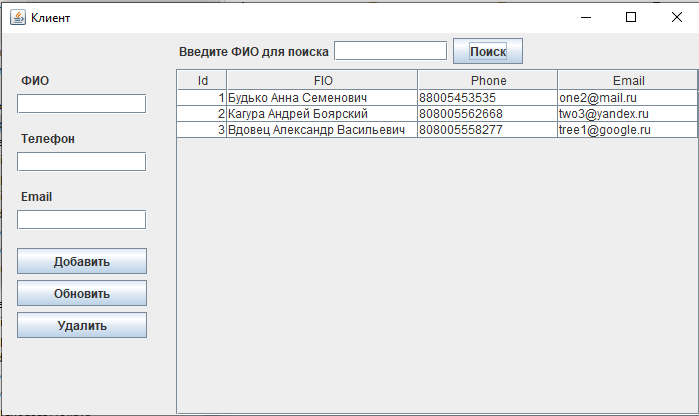 Клиент
Введите ФИО для поиска Поиск
ФИО
Телефон
Email
Добавить
Обновить
Удалить
Id FIO Phone Email
1 Будько Анна Семенович 88005453535 one2@mail.ru
2 Кагура Андрей Боярский 808005562668 two3@yandex.ru
3 Вдовец Александр Васильевич 808005558277 tree1@google.ru